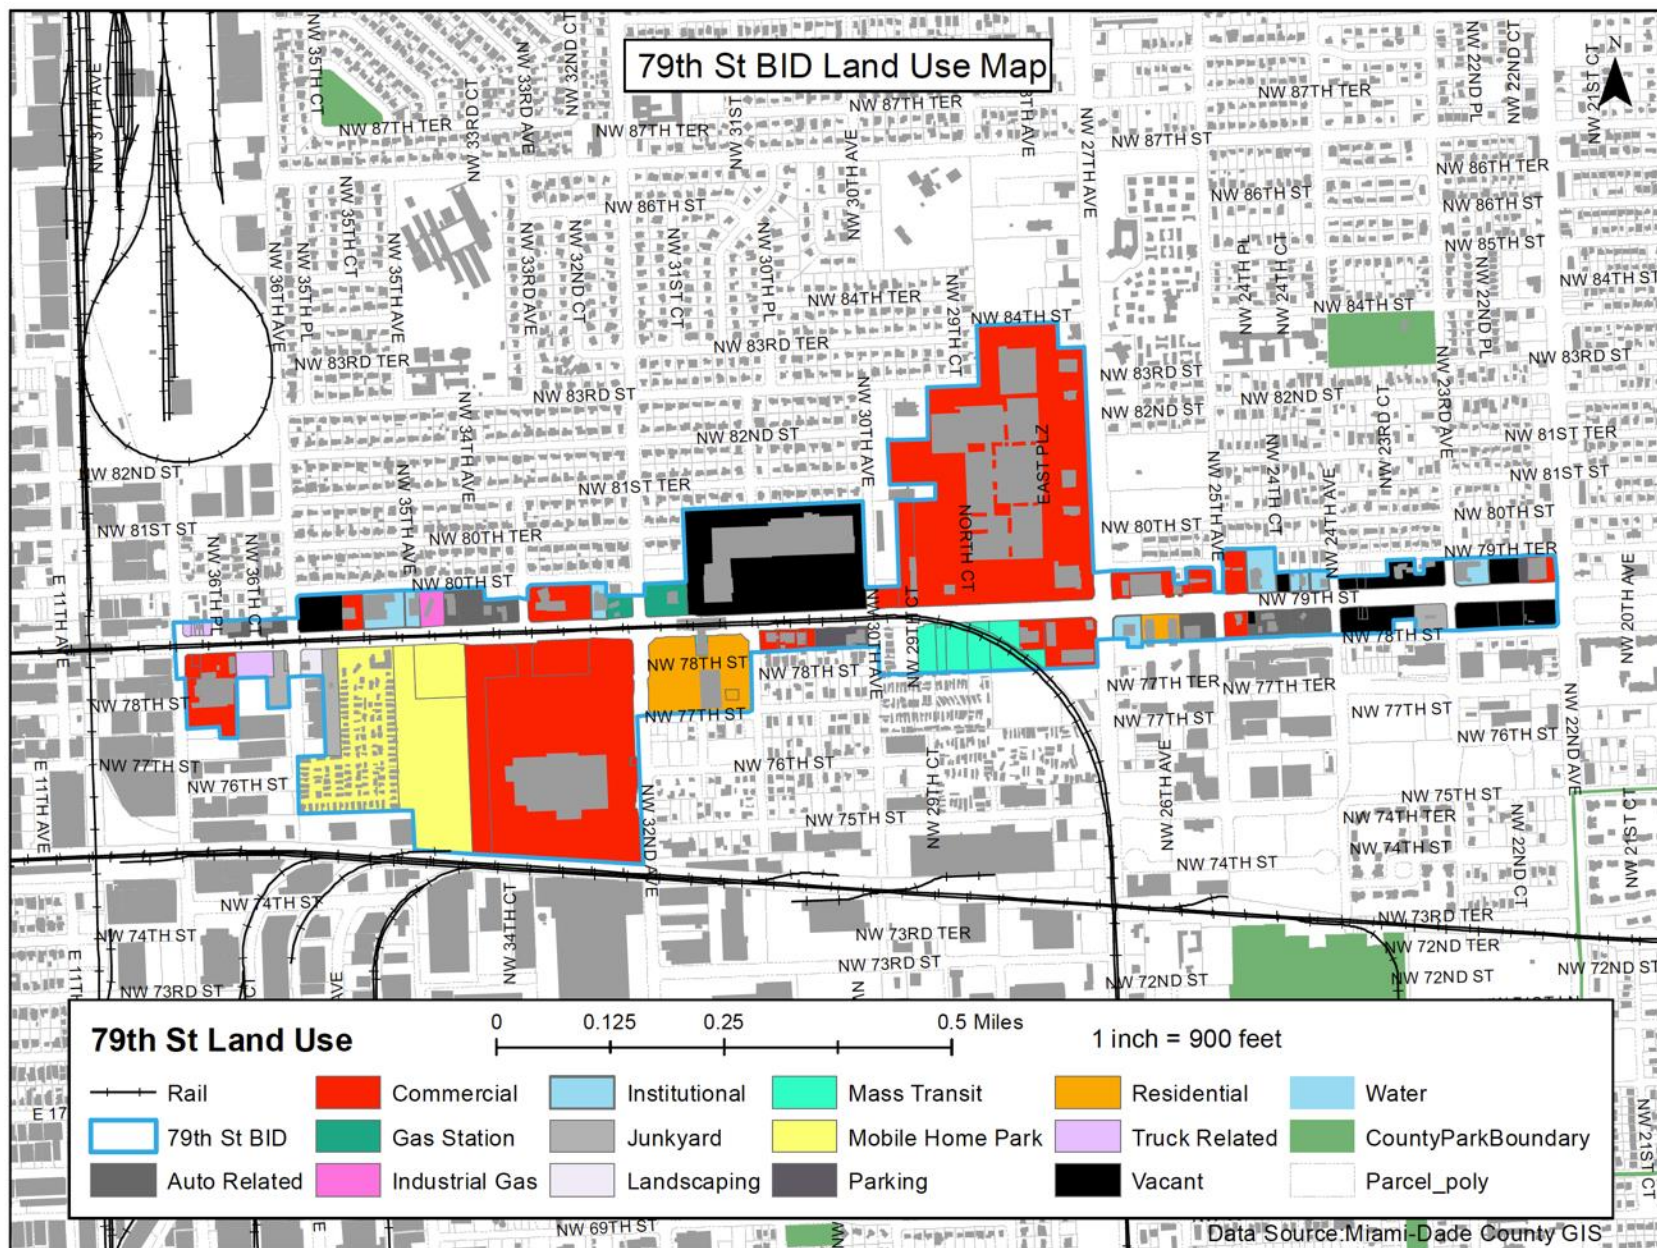 79th St BID Land Use Map
NW 37TH AVE
NW 35TH CT
NW 33RD CT
NW 33RD AVE
NW 32ND CT
NW 31ST
NW 87TH TER
NW 87TH TER
NW 87TH TER
NW 87TH TER
NW 87TH ST
NW 27TH AVE
NW 22ND PL
NW 22ND CT
NW 21ST CT
N
NW 30TH AVE
NW 86TH TER
NW 86TH ST
NW 86TH ST
NW 86TH ST
NW 85TH ST
NW 84TH ST
NW 36TH AVE
NW 35TH PL
NW 35TH CT
NW 35TH AVE
NW 33RD AVE
NW 32ND CT
NW 31ST CT
NW 30TH PL
NW 29TH CT
NW 24TH PL
NW 24TH CT
NW 22ND PL
NW 84TH TER
NW 84TH ST
NW 84TH ST
NW 83RD TER
NW 83RD TER
NW 83RD ST
NW 83RD ST
NW 83RD ST
NW 82ND ST
NW 82ND ST
NW 82ND ST
NW 82ND ST
NW 34TH AVE
NW 30TH AVE
NW 23RD CT
NW 23RD AVE
NW 81ST TER
NW 81ST TER
NW 81ST ST
NW 81ST ST
NW 35TH AVE
EAST PLZ
NORTH CT
NW 25TH AVE
NW 24TH CT
NW 24TH AVE
NW 80TH TER
NW 80TH ST
NW 80TH ST
NW 80TH ST
NW 79TH TER
NW 79TH ST
NW 36TH PL
NW 36TH CT
E 11TH AVE
NW 30TH AVE
NW 29TH CT
NW 20TH AVE
NW 78TH ST
NW 78TH ST
NW 78TH ST
NW 78TH ST
NW 77TH TER
NW 77TH TER
NW 77TH ST
NW 77TH ST
NW 77TH ST
NW 77TH ST
NW 76TH ST
NW 76TH ST
NW 76TH ST
NW 22ND AVE
E 11TH AVE
NW 32ND AVE
NW 29TH CT
NW 26TH AVE
NW 75TH ST
NW 75TH ST
NW 74TH TER
NW 74TH ST
NW 74TH ST
NW 74TH ST
NW 74TH ST
NW 22ND CT
NW 21ST CT
NW 34TH CT
NW 73RD TER
NW 73RD TER
NW 73RD ST
NW 73RD ST
NW 72ND TER
NW 72ND ST
NW 72ND ST
NW 72ND ST
E 11TH
AVE
79th St Land Use
0 0.125 0.25 0.5 Miles
1 inch = 900 feet
Rail
Commercial
Institutional
Mass Transit
Residential
Water
79th St BID
Gas Station
Junkyard
Mobile Home Park
Truck Related
CountyParkBoundary
Auto Related
Industrial Gas
Landscaping
Parking
Vacant
Parcel_poly
E 17
NW 21ST CT
NW 69TH ST
Data Source:Miami-Dade County GIS